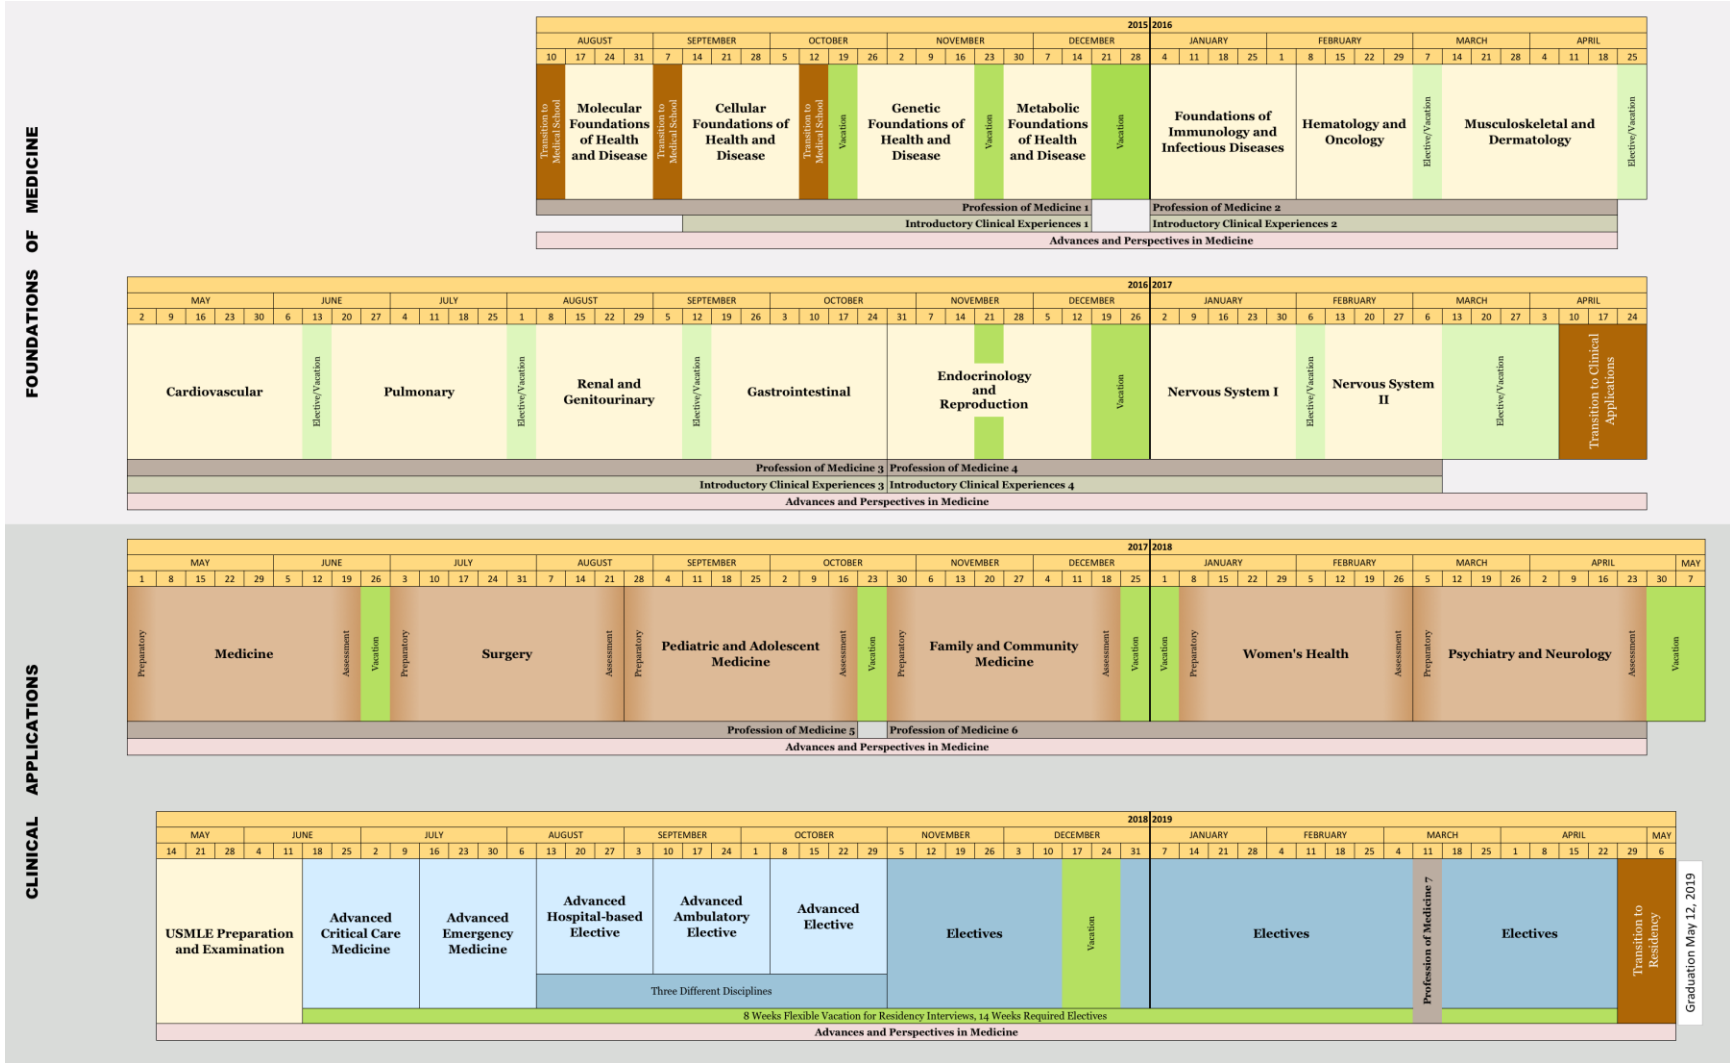 FOUNDATIONS OF MEDICINE
2015 2016
AUGUST SEPTEMBER OCTOBER NOVEMBER DECEMBER JANUARY FEBRUARY MARCH APRIL
10 17 24 31 7 14 21 28 5 12 19 26 2 9 16 23 30 7 14 21 28 4 11 18 25 1 8 15 22 29 7 14 21 28 4 11 18 25
Transition to
Medical School
Molecular
Foundations
of Health
and Disease
Transition to
Medical School
Cellular
Foundations of
Health and
Disease
Transition to
Medical School
Vacation
Genetic
Foundations of
Health and
Disease
Vacation
Metabolic
Foundations
of Health
and Disease
Vacation
Foundations of
Immunology and
Infectious Diseases
Hematology and
Oncology
Elective/Vacation
Musculoskeletal and
Dermatology
Elective/Vacation
Profession of Medicine 1
Profession of Medicine 2
Introductory Clinical Experiences 1
Introductory Clinical Experiences 2
Advances and Perspectives in Medicine
2016 2017
MAY JUNE JULY AUGUST SEPTEMBER OCTOBER NOVEMBER DECEMBER JANUARY FEBRUARY MARCH APRIL
2 9 16 23 30 6 13 20 27 4 11 18 25 1 8 15 22 29 5 12 19 26 3 10 17 24 31 7 14 21 28 5 12 19 26 2 9 16 23 30 6 13 20 27 6 13 20 27 3 10 17 24
Cardiovascular
Elective/Vacation
Pulmonary
Elective/Vacation
Renal and
Genitourinary
Elective/Vacation
Gastrointestinal
Endocrinology
and
Reproduction
Vacation
Nervous System I
Elective/Vacation
Nervous System
II
Elective/Vacation
Transition to Clinical
Applications
Profession of Medicine 3
Profession of Medicine 4
Introductory Clinical Experiences 3
Introductory Clinical Experiences 4
Advances and Perspectives in Medicine
CLINICAL APPLICATIONS
2017 2018
MAY JUNE JULY AUGUST SEPTEMBER OCTOBER NOVEMBER DECEMBER JANUARY FEBRUARY MARCH APRIL MAY
1 8 15 22 29 5 12 19 26 3 10 17 24 31 7 14 21 28 4 11 18 25 2 9 16 23 30 6 13 20 27 4 11 18 25 1 8 15 22 29 5 12 19 26 5 12 19 26 2 9 16 23 30 7
Preparatory
Medicine
Assessment
Vacation
Preparatory
Surgery
Assessment
Preparatory
Pediatric and Adolescent
Medicine
Assessment
Vacation
Preparatory
Family and Community
Medicine
Assessment
Vacation
Vacation
Preparatory
Women's Health
Assessment
Preparatory
Psychiatry and Neurology
Assessment
Vacation
Profession of Medicine 5
Profession of Medicine 6
Advances and Perspectives in Medicine
2018 2019
MAY JUNE JULY AUGUST SEPTEMBER OCTOBER NOVEMBER DECEMBER JANUARY FEBRUARY MARCH APRIL MAY
14 21 28 4 11 18 25 2 9 16 23 30 6 13 20 27 3 10 17 24 1 8 15 22 29 5 12 19 26 3 10 17 24 31 7 14 21 28 4 11 18 25 4 11 18 25 1 8 15 22 29 6
USMLE Preparation
and Examination
Advanced
Critical Care
Medicine
Advanced
Emergency
Medicine
Advanced
Hospital-based
Elective
Advanced
Ambulatory
Elective
Advanced
Elective
Three Different Disciplines
Electives
Vacation
Electives
Profession of Medicine 7
Electives
Transition to
Residency
Graduation May 12, 2019
8 Weeks Flexible Vacation for Residency Interviews, 14 Weeks Required Electives
Advances and Perspectives in Medicine